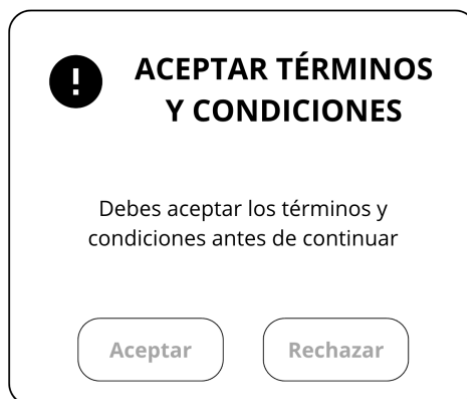 ACEPTAR TÉRMINOS
Y CONDICIONES
Debes aceptar los términos y
condiciones antes de continuar
Aceptar
Rechazar